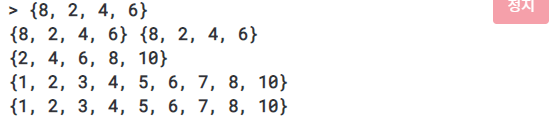 정지
> {8, 2, 4, 6}
{8, 2, 4, 6} {8, 2, 4, 6}
{2, 4, 6, 8, 10}
{1, 2, 3, 4, 5, 6, 7, 8, 10}
{1, 2, 3, 4, 5, 6, 7, 8, 10}